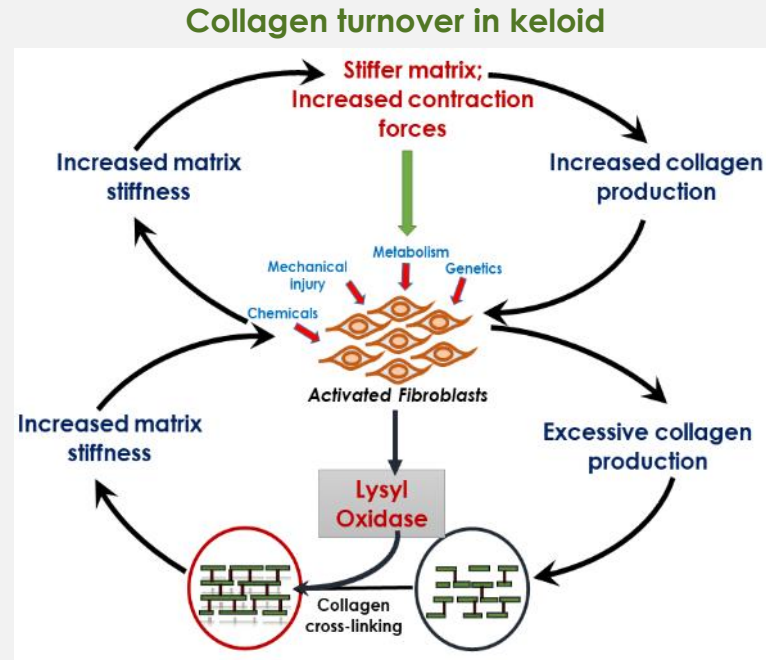 Collagen turnover in keloid
Stiffer matrix;
Increased contraction
forces
Increased matrix
stiffness
Increased collagen
production
Metabolism
Mechanical
injury
Genetics
Chemicals
Activated Fibroblasts
Increased matrix
stiffness
Excessive collagen
production
Lysyl
Oxidase
Collagen
cross-linking